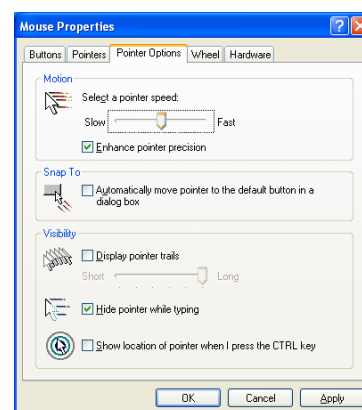 Mouse Properties
Buttons Pointers Pointer Options Wheel Hardware
Motion
Select a pointer speed:
Slow Fast
Enhance pointer precision
Snap To
Automatically move pointer to the default button in a
dialog box
Visibility
Display pointer trails
Short Long
Hide pointer while typing
Show location of pointer when I press the CTRL key
OK Cancel Apply